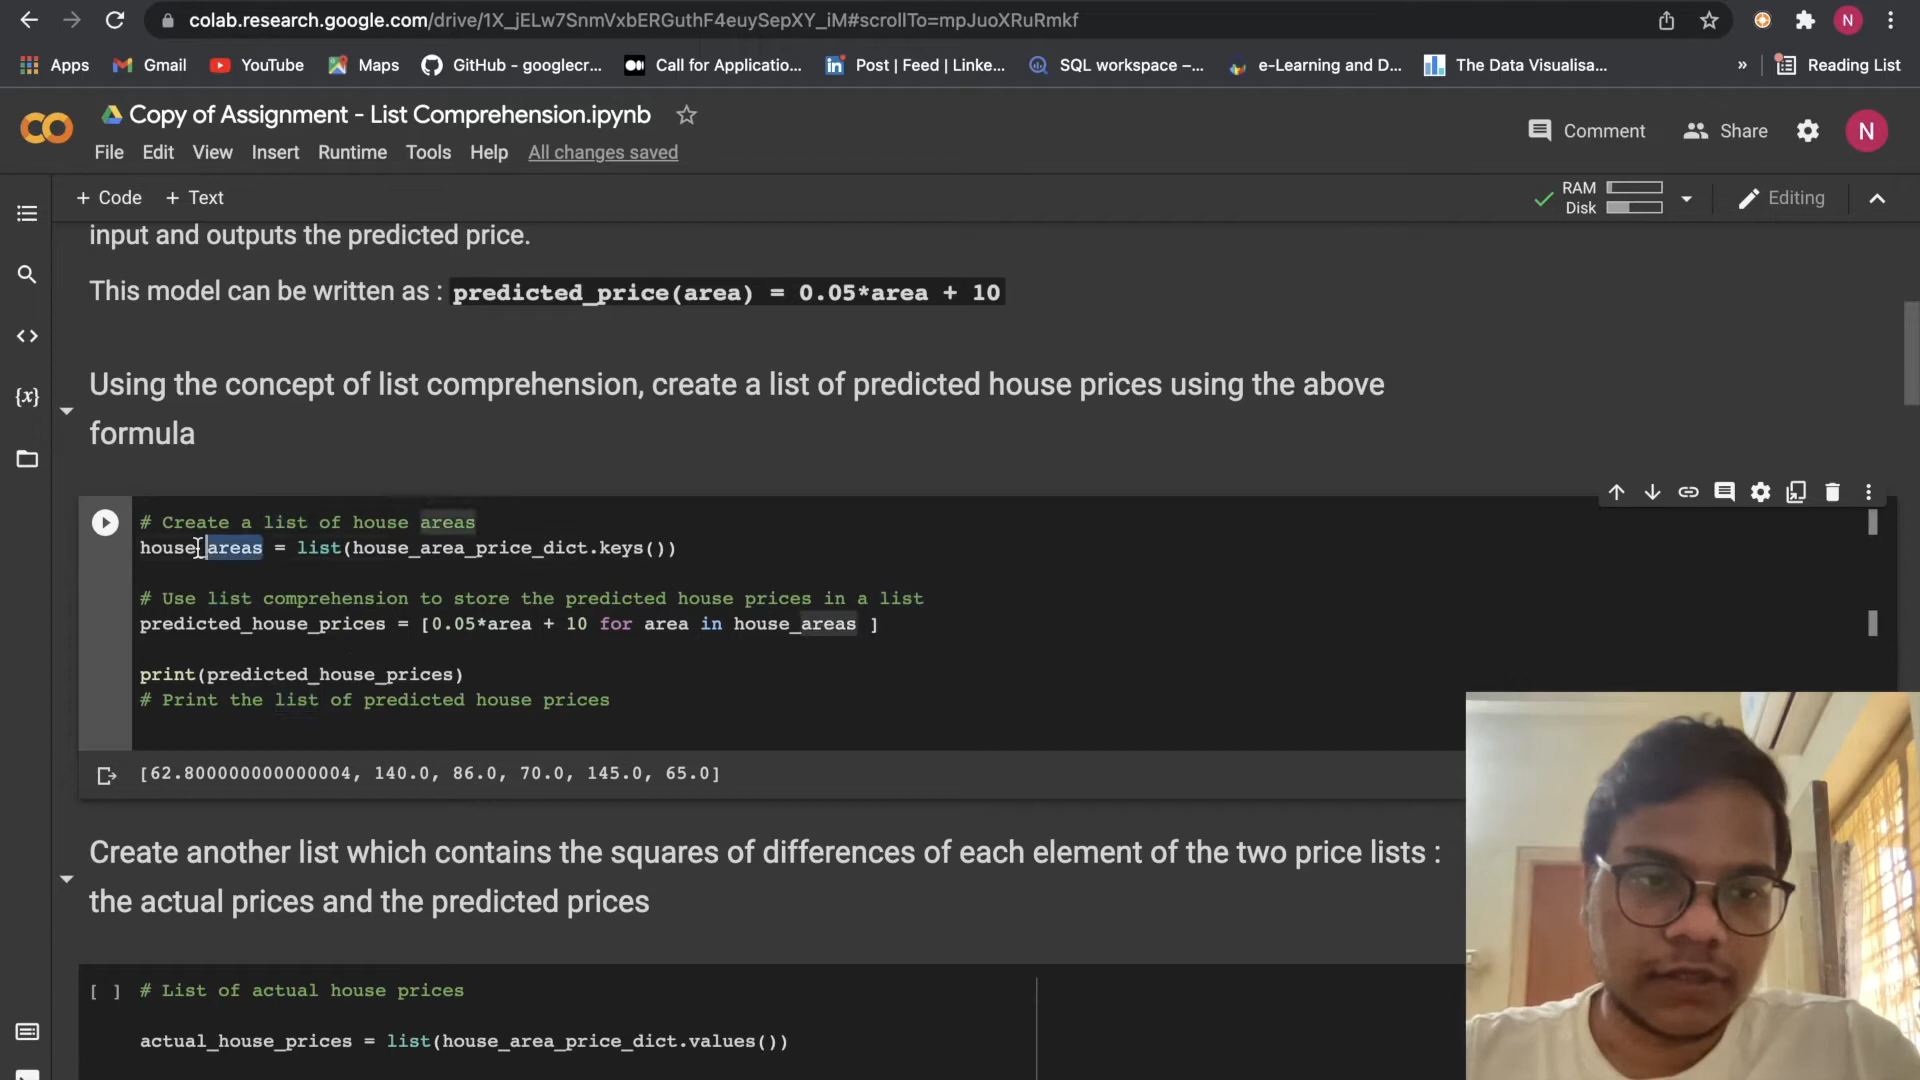 colab.research.google.com/drive/1X_jELw7SnmVxbERGuthF4euySepXY_iM#scrollTo=mpJuoXRuRmkf
N
Apps
Gmail
YouTube
Maps
GitHub - googlecr...
Call for Applicatio...
Post | Feed | Linke...
SQL workspace –...
e-Learning and D...
The Data Visualisa...
»
Reading List
Copy of Assignment - List Comprehension.ipynb
Comment
Share
N
File Edit View Insert Runtime Tools Help All changes saved
+ Code + Text
RAM
Disk
Editing
input and outputs the predicted price.
This model can be written as : predicted_price(area) = 0.05*area + 10
Using the concept of list comprehension, create a list of predicted house prices using the above
formula
# Create a list of house areas
house_areas = list(house_area_price_dict.keys())
# Use list comprehension to store the predicted house prices in a list
predicted_house_prices = [0.05*area + 10 for area in house_areas ]
print(predicted_house_prices)
# Print the list of predicted house prices
[62.800000000000004, 140.0, 86.0, 70.0, 145.0, 65.0]
Create another list which contains the squares of differences of each element of the two price lists :
the actual prices and the predicted prices
[ ] # List of actual house prices
actual_house_prices = list(house_area_price_dict.values())